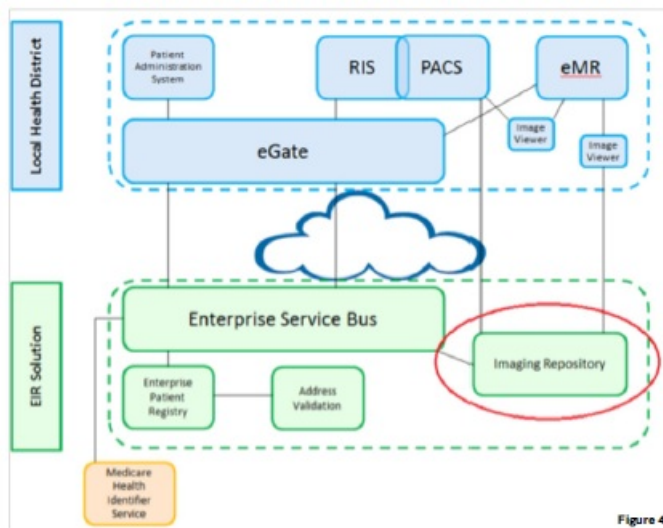 Local Health District
Patient
Administration
System
RIS
PACS
eMR
Image
Viewer
Image
Viewer
eGate
EIR Solution
Enterprise Service Bus
Imaging Repository
Enterprise
Patient
Registry
Address
Validation
Medicare
Health
Identifier
Service
Figure 4